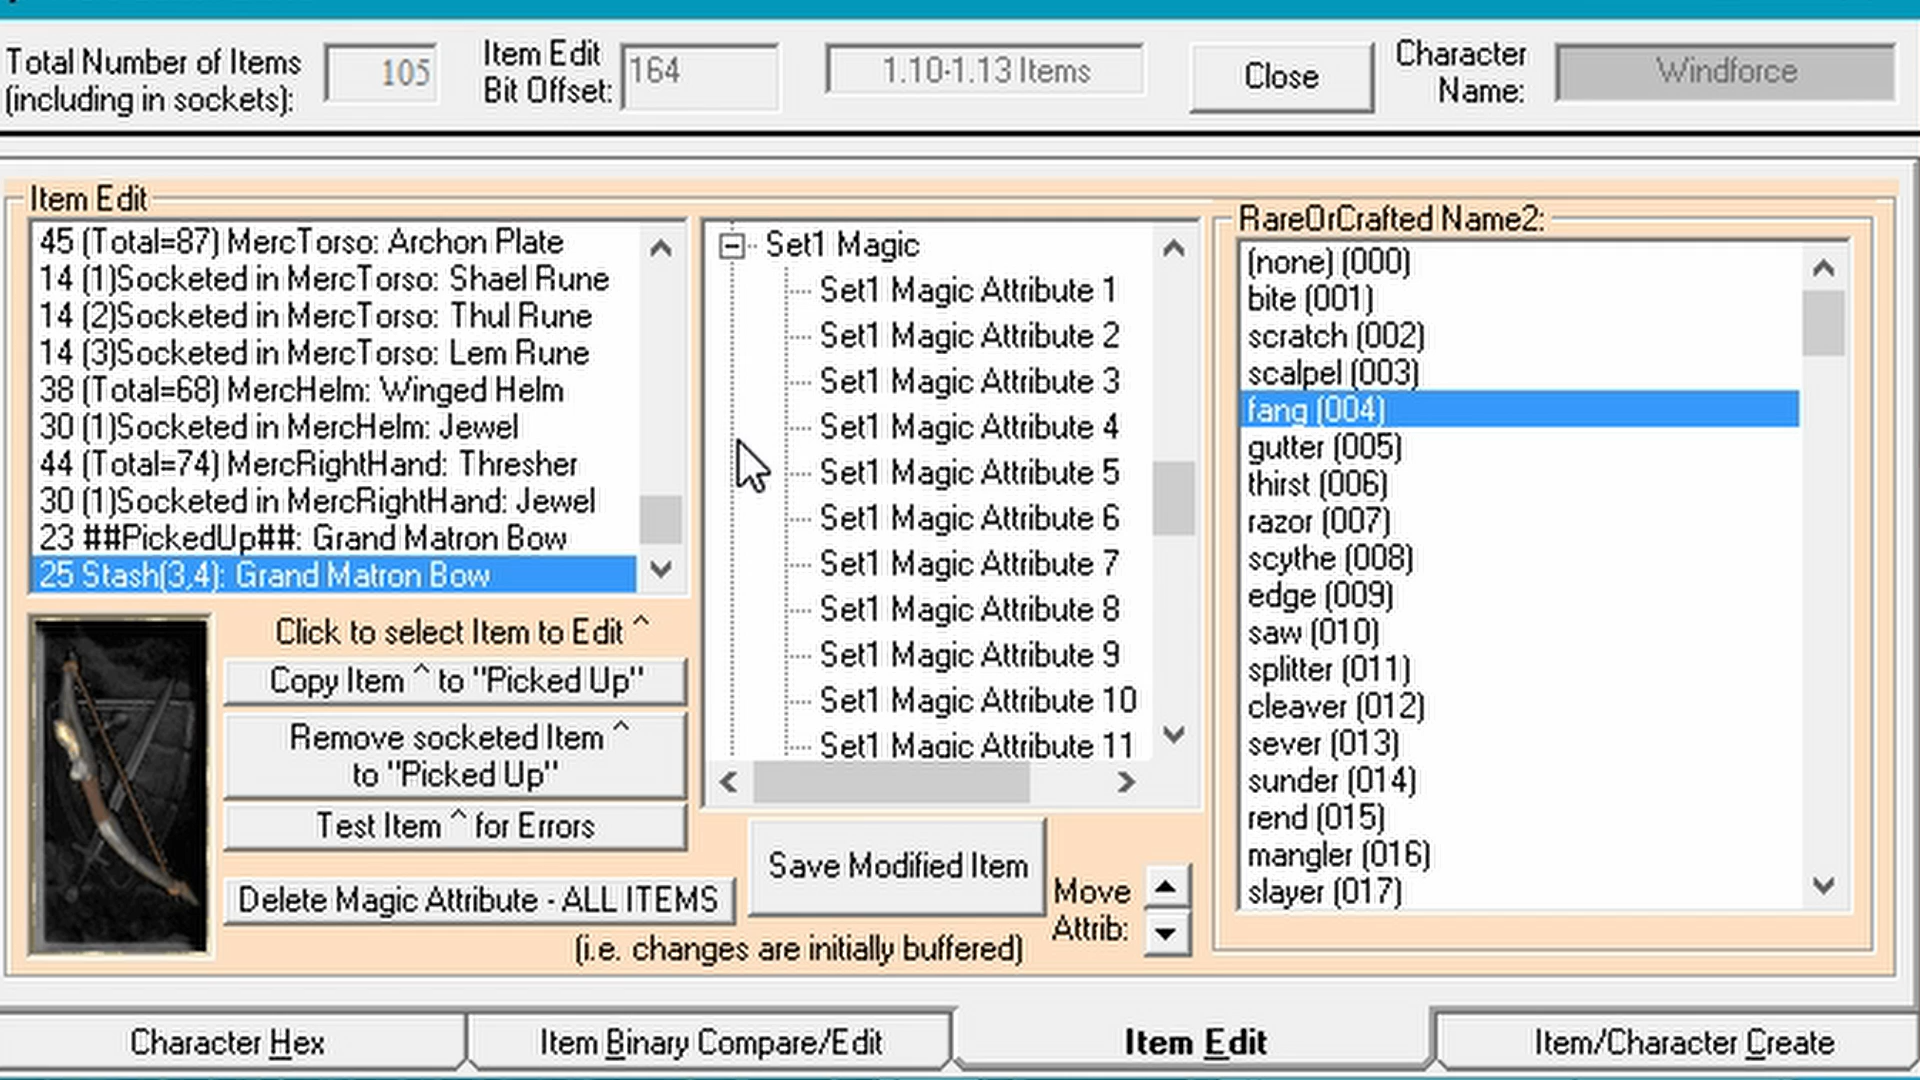 Total Number of Items
(including in sockets):
105
Item Edit
Bit Offset:
164
1.10-1.13 Items
Close
Character
Name:
Windforce
Item Edit
45 (Total=87) MercTorso: Archon Plate
14 (1)Socketed in MercTorso: Shael Rune
14 (2)Socketed in MercTorso: Thul Rune
14 (3)Socketed in MercTorso: Lem Rune
38 (Total=68) MercHelm: Winged Helm
30 (1)Socketed in MercHelm: Jewel
44 (Total=74) MercRightHand: Thresher
30 (1)Socketed in MercRightHand: Jewel
23 ##PickedUp##: Grand Matron Bow
25 Stash(3,4): Grand Matron Bow
Click to select Item to Edit ^
Copy Item ^ to "Picked Up"
Remove socketed Item ^
to "Picked Up"
Test Item ^ for Errors
Delete Magic Attribute - ALL ITEMS
Set1 Magic
Set1 Magic Attribute 1
Set1 Magic Attribute 2
Set1 Magic Attribute 3
Set1 Magic Attribute 4
Set1 Magic Attribute 5
Set1 Magic Attribute 6
Set1 Magic Attribute 7
Set1 Magic Attribute 8
Set1 Magic Attribute 9
Set1 Magic Attribute 10
Set1 Magic Attribute 11
Save Modified Item
(i.e. changes are initially buffered)
Move
Attrib:
RareOrCrafted Name2:
(none) (000)
bite (001)
scratch (002)
scalpel (003)
fang (004)
gutter (005)
thirst (006)
razor (007)
scythe (008)
edge (009)
saw (010)
splitter (011)
cleaver (012)
sever (013)
sunder (014)
rend (015)
mangler (016)
slayer (017)
Character Hex
Item Binary Compare/Edit
Item Edit
Item/Character Create